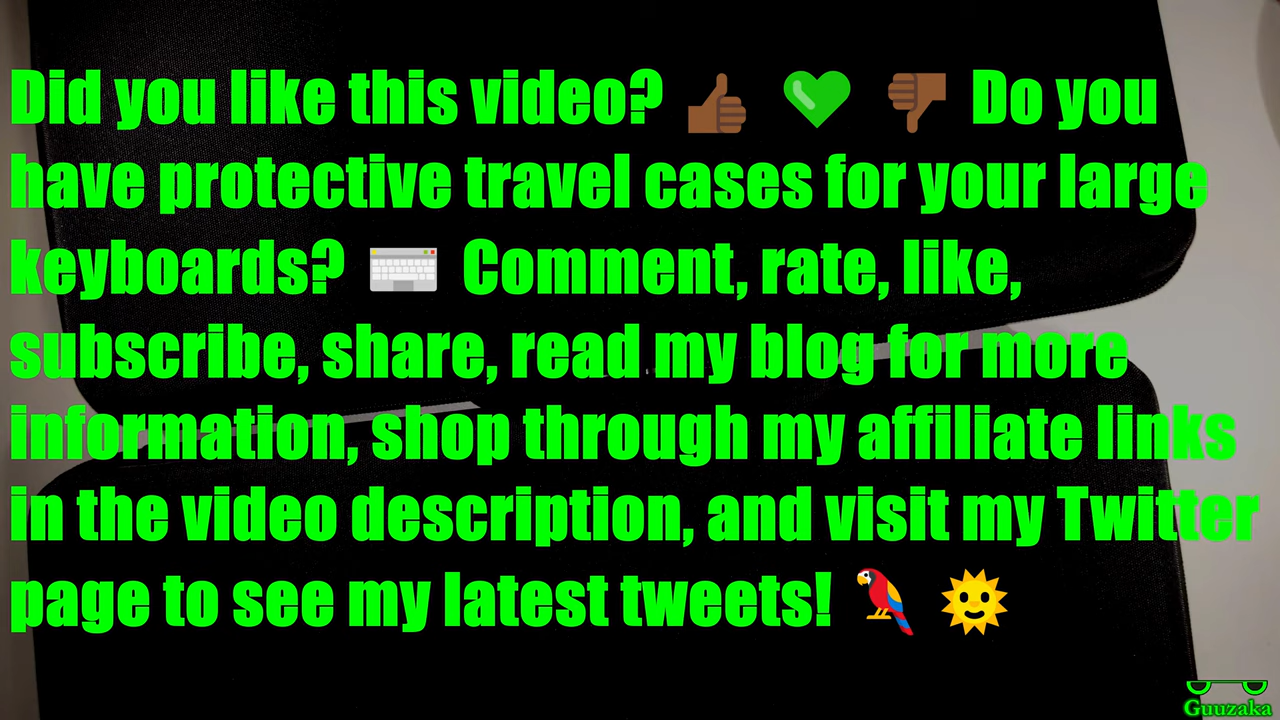 Did you like this video? 👍🏾 💚 👎🏾 Do you
have protective travel cases for your large
keyboards? ⌨️ Comment, rate, like,
subscribe, share, read my blog for more
information, shop through my affiliate links
in the video description, and visit my Twitter
page to see my latest tweets! 🦜 🌞
Guuzaka